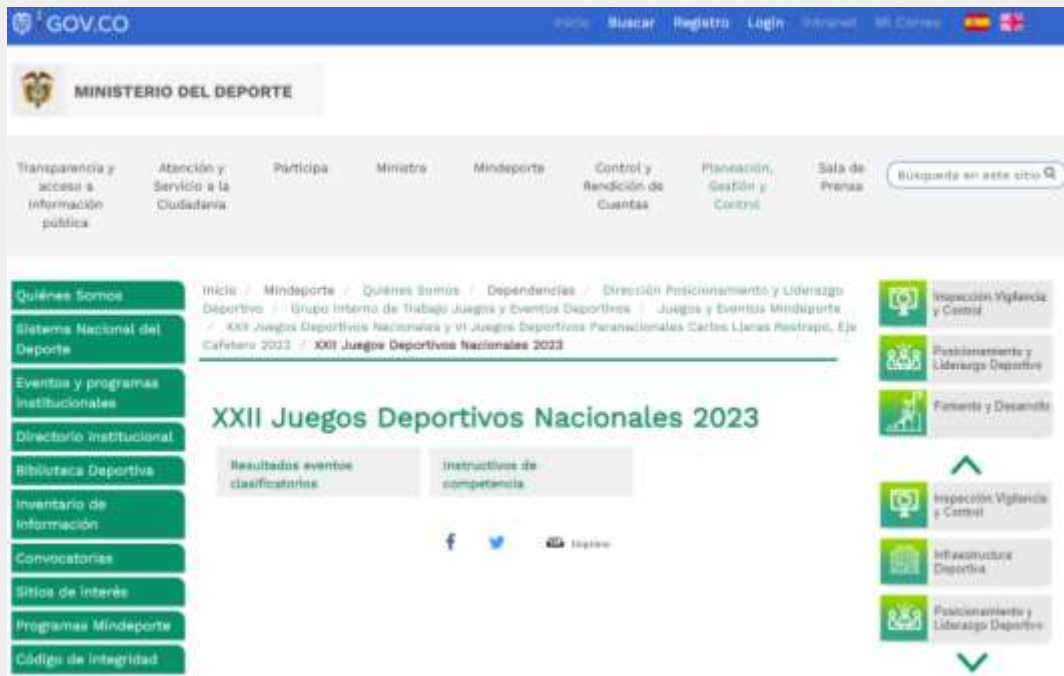 GOV.CO
Inicio Buscar Registro Login Intranet Mi Correo
MINISTERIO DEL DEPORTE
Transparencia y
acceso a
información
pública
Atención y
Servicio a la
Ciudadanía
Participa
Ministra
Mindeporte
Control y
Rendición de
Cuentas
Planeación,
Gestión y
Control
Sala de
Prensa
Búsqueda en este sitio
Quiénes Somos
Sistema Nacional del
Deporte
Eventos y programas
institucionales
Directorio Institucional
Biblioteca Deportiva
Inventario de
información
Convocatorias
Sitios de interés
Programas Mindeporte
Código de integridad
Inicio / Mindeporte / Quiénes Somos / Dependencias / Dirección Posicionamiento y Liderazgo
Deportivo / Grupo Interno de Trabajo Juegos y Eventos Deportivos / Juegos y Eventos Mindeporte
/ XXII Juegos Deportivos Nacionales y VI Juegos Deportivos Paranacionales Carlos Lleras Restrepo, Eje
Cafetero 2023 / XXII Juegos Deportivos Nacionales 2023
XXII Juegos Deportivos Nacionales 2023
Resultados eventos
clasificatorios
Instructivos de
competencia
Imprimir
Inspección Vigilancia
y Control
Posicionamiento y
Liderazgo Deportivo
Fomento y Desarrollo
Inspección Vigilancia
y Control
Infraestructura
Deportiva
Posicionamiento y
Liderazgo Deportivo